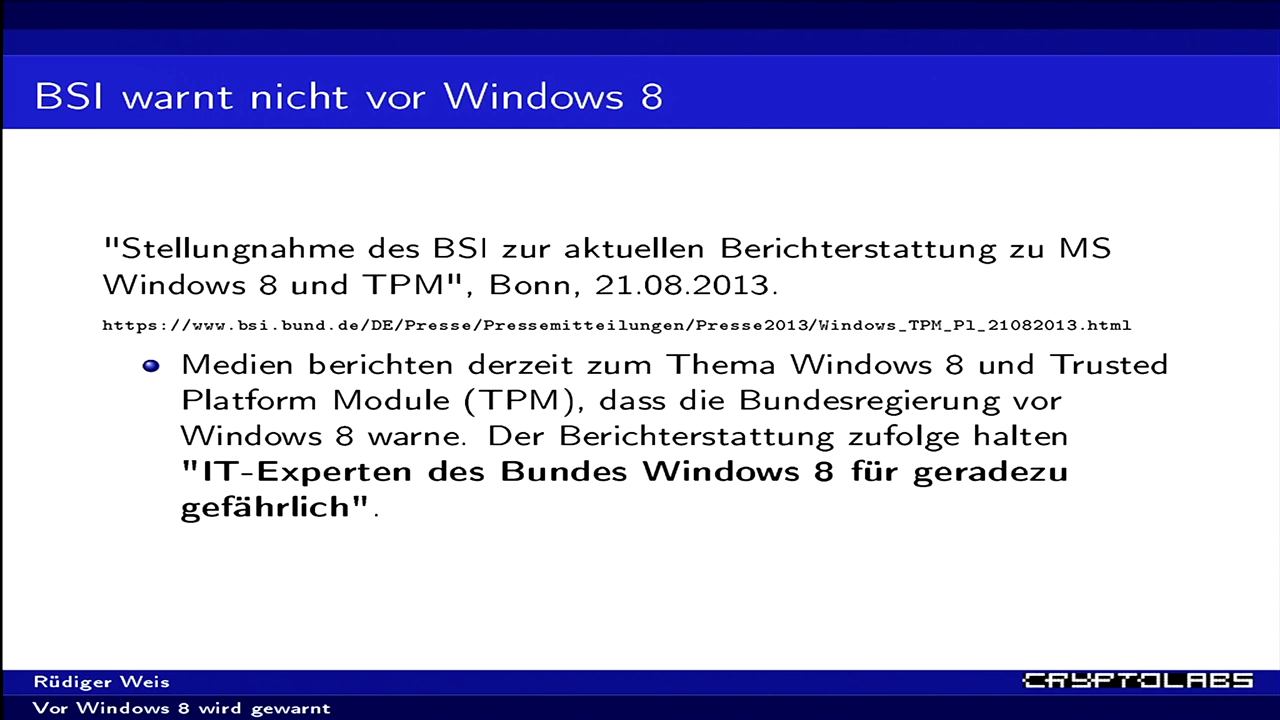 BSI warnt nicht vor Windows 8
"Stellungnahme des BSI zur aktuellen Berichterstattung zu MS
Windows 8 und TPM", Bonn, 21.08.2013.
https://www.bsi.bund.de/DE/Presse/Pressemitteilungen/Presse2013/Windows_TPM_Pl_21082013.html
Medien berichten derzeit zum Thema Windows 8 und Trusted
Platform Module (TPM), dass die Bundesregierung vor
Windows 8 warne. Der Berichterstattung zufolge halten
"IT-Experten des Bundes Windows 8 für geradezu
gefährlich".
Rüdiger Weis
CRYPTOLABS
Vor Windows 8 wird gewarnt